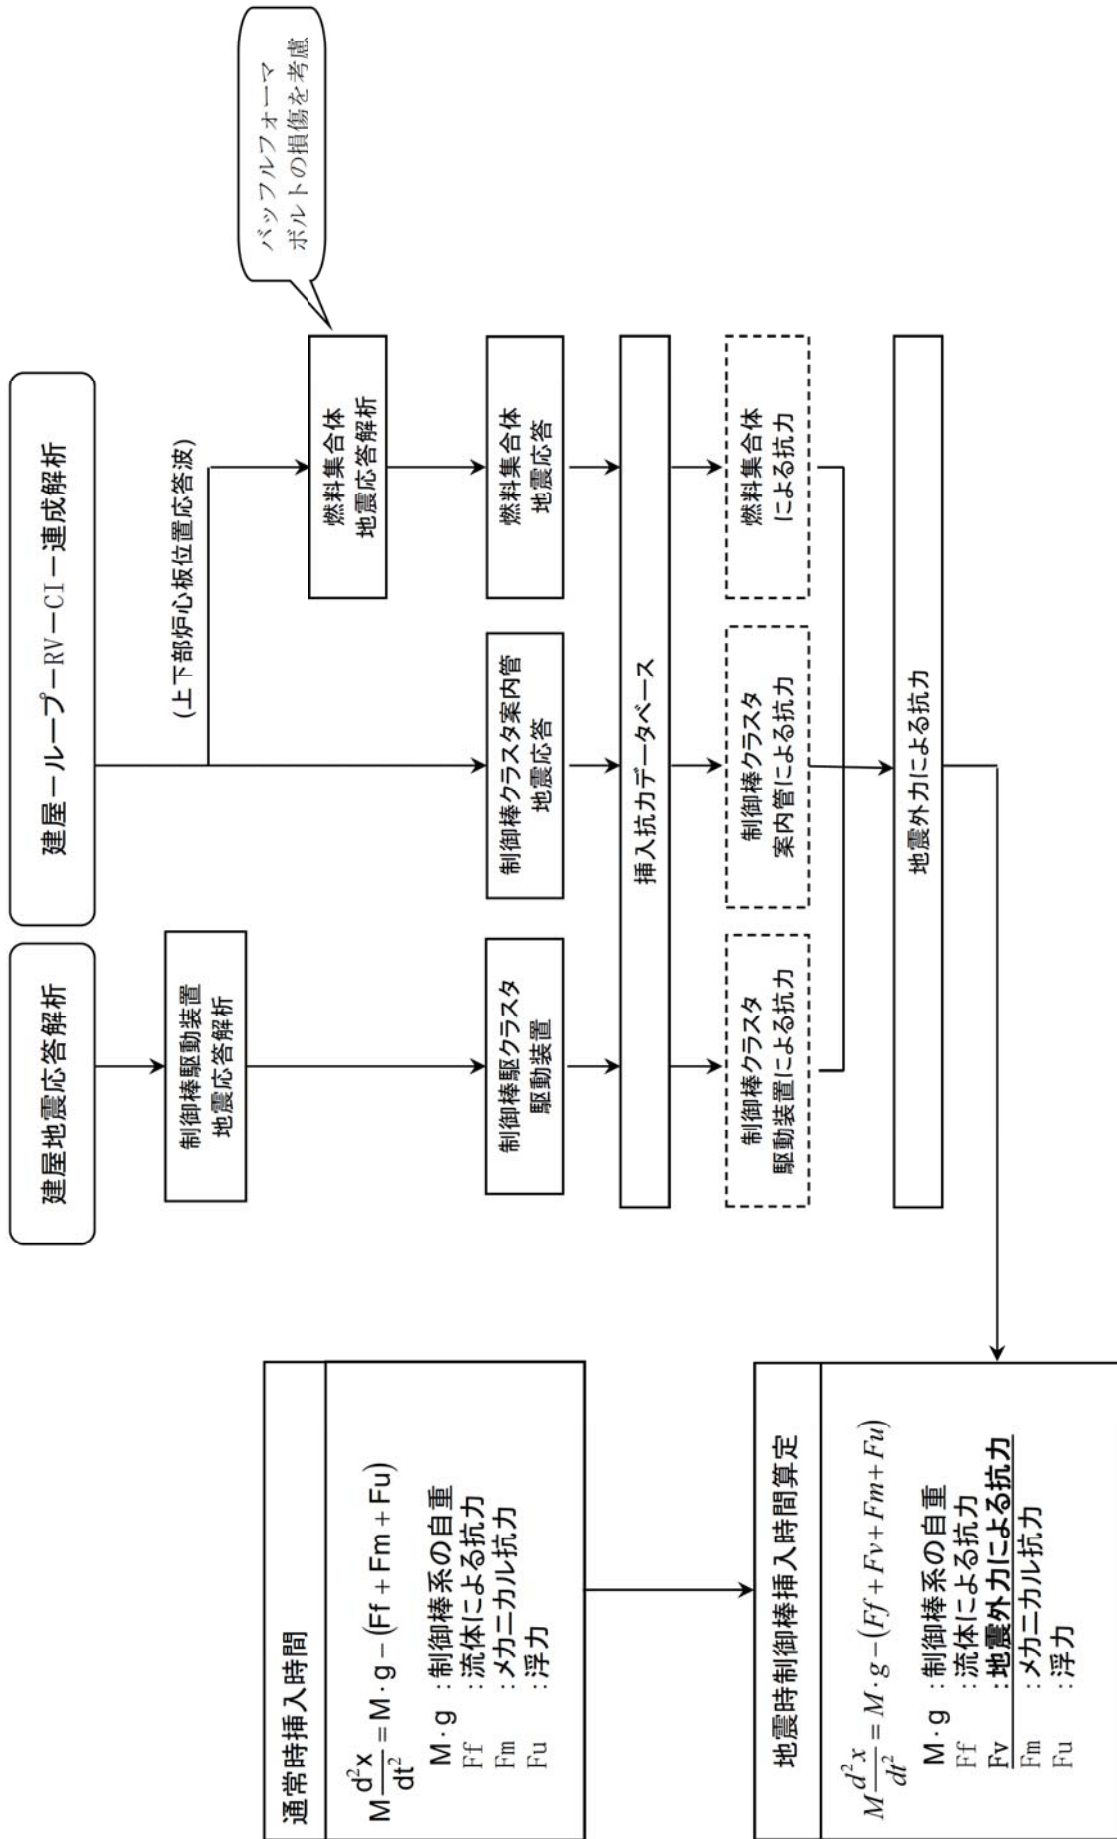 通常時挿入時間
M d²x/dt² = M·g − (Ff + Fm + Fu)
M·g :制御棒系の自重
Ff :流体による抗力
Fm :メカニカル抗力
Fu :浮力
地震時制御棒挿入時間算定
M d²x/dt² = M·g − (Ff + Fv + Fm + Fu)
M·g :制御棒系の自重
Ff :流体による抗力
Fv :地震外力による抗力
Fm :メカニカル抗力
Fu :浮力
建屋地震応答解析
建屋ーループーRV－CI－連成解析
制御棒駆動装置
地震応答解析
(上下部炉心板位置応答波)
燃料集合体
地震応答解析
バッフルフォーマ
ボルトの損傷を考慮
制御棒駆クラスタ
駆動装置
制御棒クラスタ案内管
地震応答
燃料集合体
地震応答
挿入抗力データベース
制御棒クラスタ
駆動装置による抗力
制御棒クラスタ
案内管による抗力
燃料集合体
による抗力
地震外力による抗力